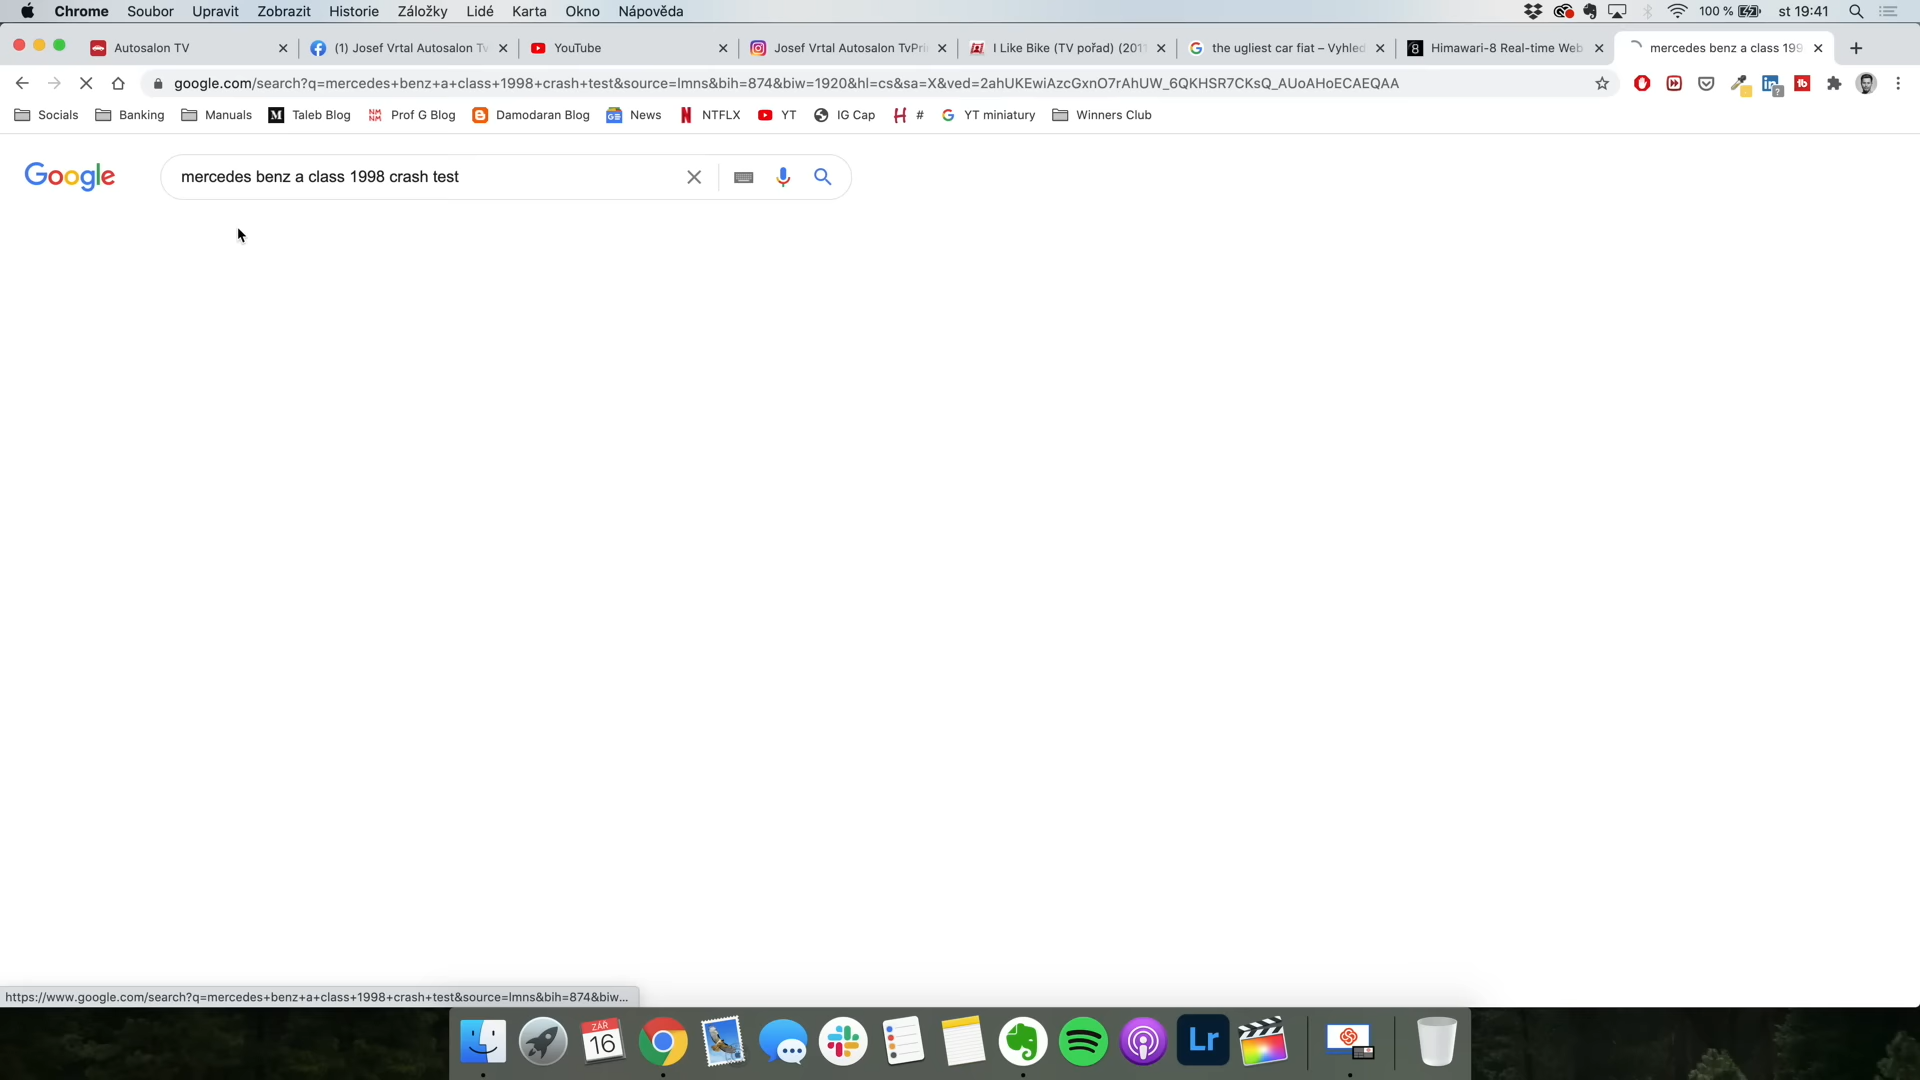 Chrome Soubor Upravit Zobrazit Historie Záložky Lidé Karta Okno Nápověda 100 % st 19:41
Autosalon TV (1) Josef Vrtal Autosalon Tv YouTube Josef Vrtal Autosalon TvPri I Like Bike (TV pořad) (2011 the ugliest car fiat – Vyhled 8 Himawari-8 Real-time Web mercedes benz a class 199
google.com/search?q=mercedes+benz+a+class+1998+crash+test&source=lmns&bih=874&biw=1920&hl=cs&sa=X&ved=2ahUKEwiAzcGxnO7rAhUW_6QKHSR7CKsQ_AUoAHoECAEQAA
Socials Banking Manuals Taleb Blog Prof G Blog Damodaran Blog News NTFLX YT IG Cap # YT miniatury Winners Club
Google mercedes benz a class 1998 crash test
https://www.google.com/search?q=mercedes+benz+a+class+1998+crash+test&source=lmns&bih=874&biw...
ZÁŘ
16 Lr